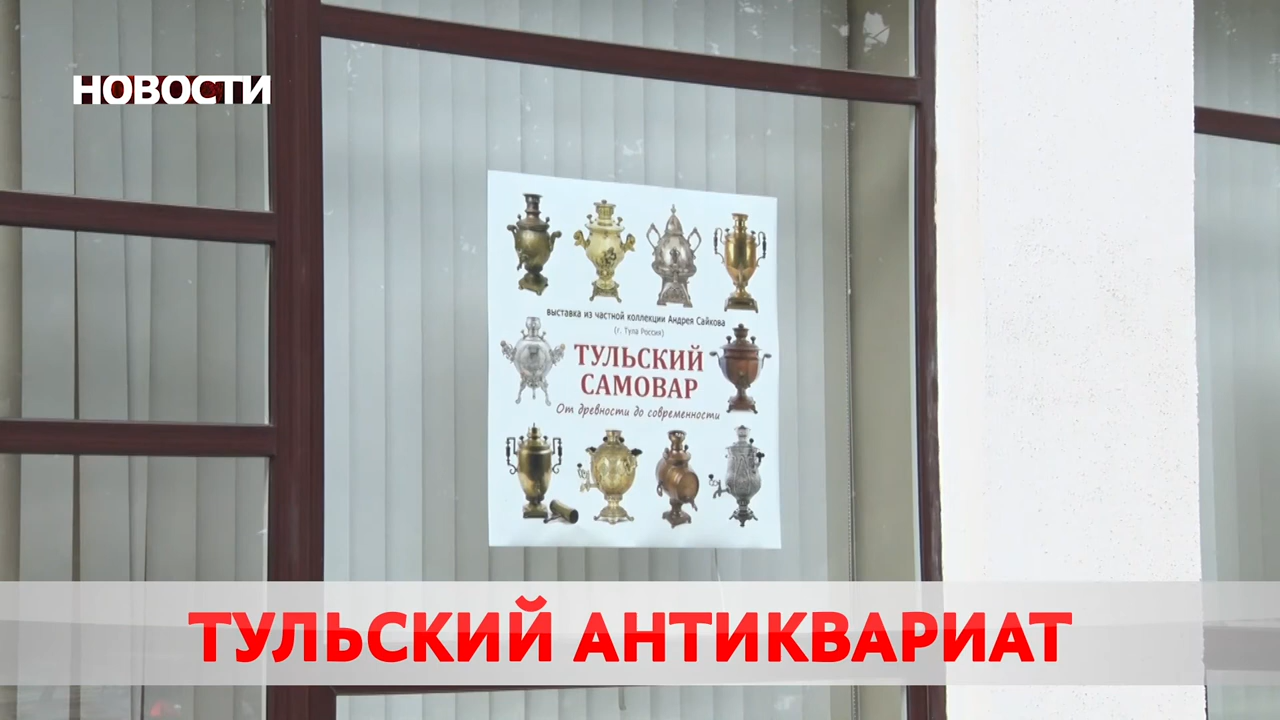 НОВОСТИ
выставка из частной коллекции Андрея Сайкова
(г. Тула Россия)
ТУЛЬСКИЙ
САМОВАР
От древности до современности
ТУЛЬСКИЙ АНТИКВАРИАТ